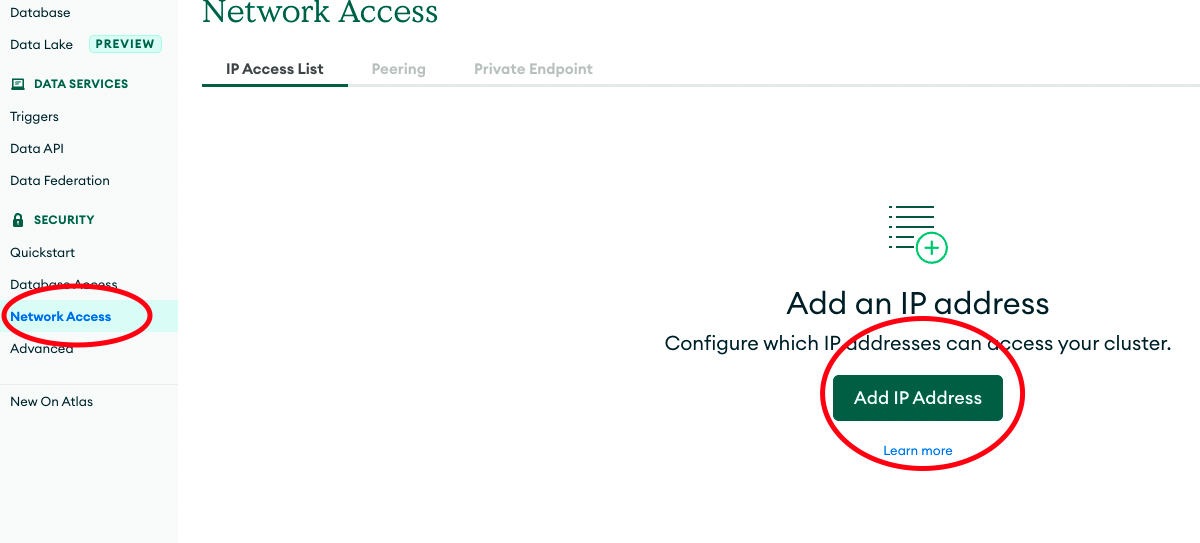 Database
Data Lake PREVIEW
DATA SERVICES
Triggers
Data API
Data Federation
SECURITY
Quickstart
Database Access
Network Access
Advanced
New On Atlas
Network Access
IP Access List Peering Private Endpoint
Add an IP address
Configure which IP addresses can access your cluster.
Add IP Address
Learn more